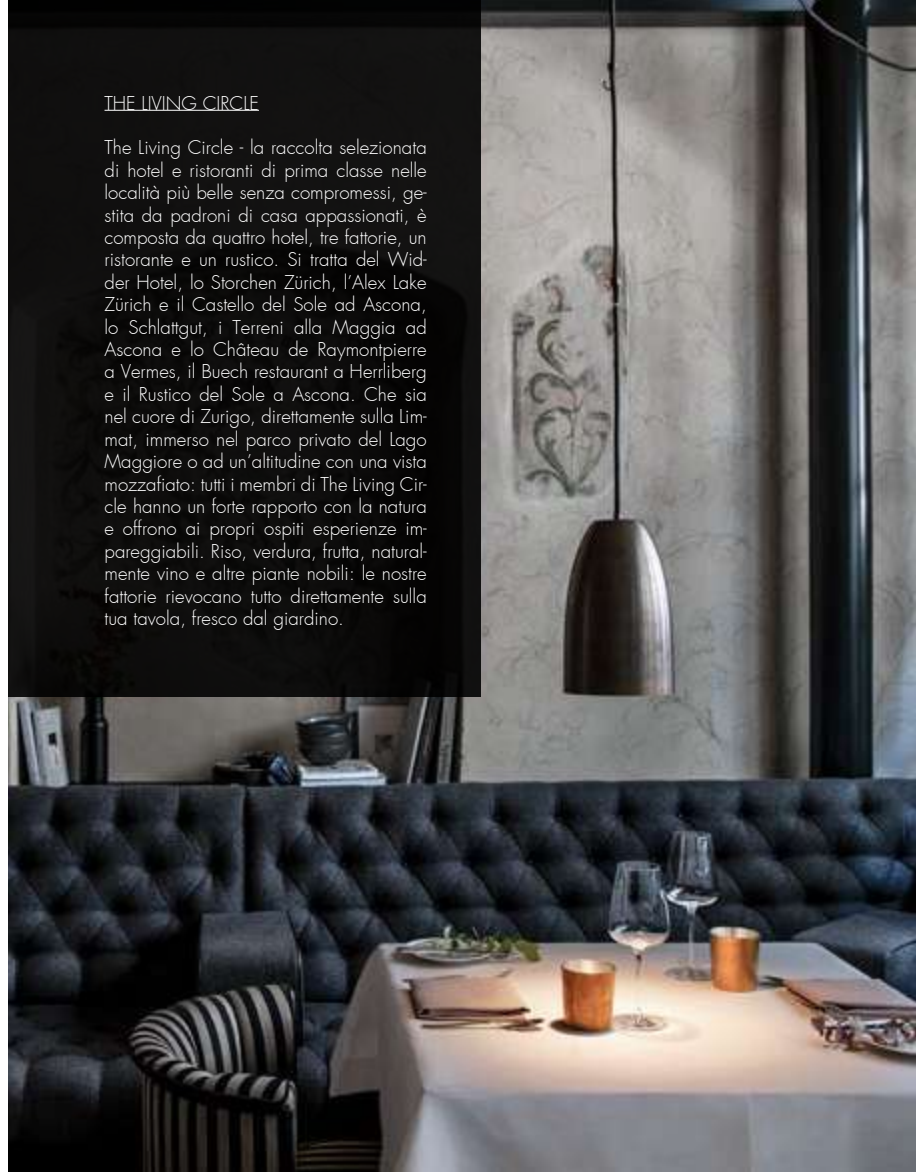 THE LIVING CIRCLE
The Living Circle - la raccolta selezionata
di hotel e ristoranti di prima classe nelle
località più belle senza compromessi, ge-
stita da padroni di casa appassionati, è
composta da quattro hotel, tre fattorie, un
ristorante e un rustico. Si tratta del Wid-
der Hotel, lo Storchen Zürich, l'Alex Lake
Zürich e il Castello del Sole ad Ascona,
lo Schlattgut, i Terreni alla Maggia ad
Ascona e lo Château de Raymontpierre
a Vermes, il Buech restaurant a Herrliberg
e il Rustico del Sole a Ascona. Che sia
nel cuore di Zurigo, direttamente sulla Lim-
mat, immerso nel parco privato del Lago
Maggiore o ad un'altitudine con una vista
mozzafiato: tutti i membri di The Living Cir-
cle hanno un forte rapporto con la natura
e offrono ai propri ospiti esperienze im-
pareggiabili. Riso, verdura, frutta, natural-
mente vino e altre piante nobili: le nostre
fattorie rievocano tutto direttamente sulla
tua tavola, fresco dal giardino.